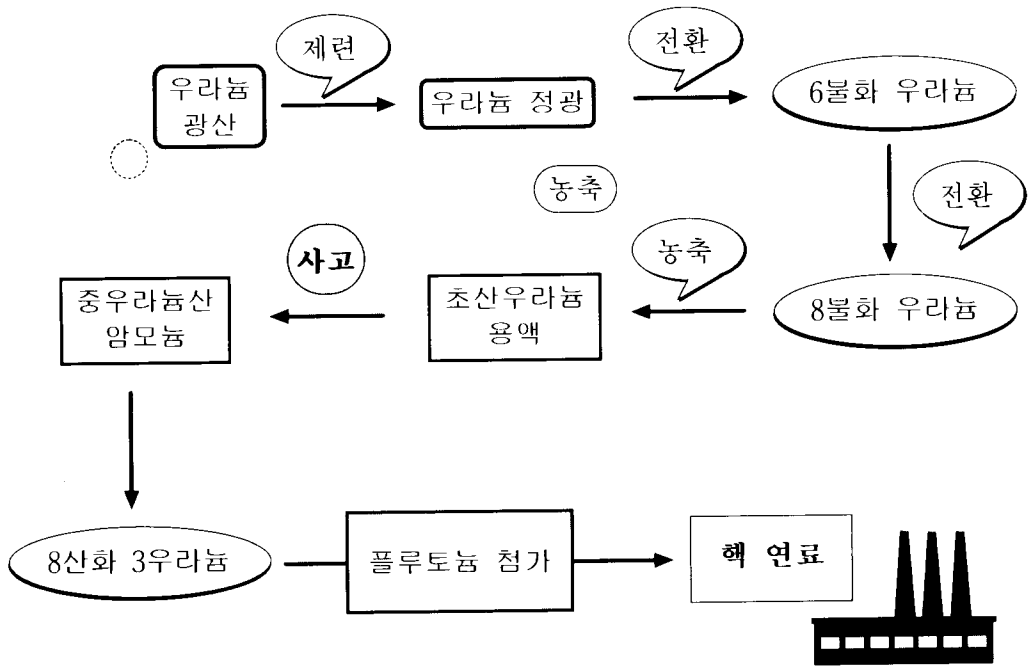 제련
우라늄
광산
우라늄 정광
전환
6불화 우라늄
농축
전환
사고
농축
중우라늄산
암모늄
초산우라늄
용액
8불화 우라늄
8산화 3우라늄
플루토늄 첨가
핵 연료